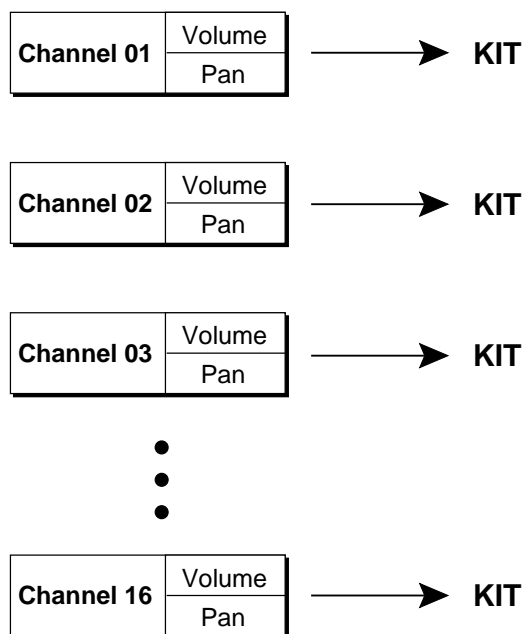 Channel 01
Volume
Pan
KIT
Channel 02
Volume
Pan
KIT
Channel 03
Volume
Pan
KIT
Channel 16
Volume
Pan
KIT